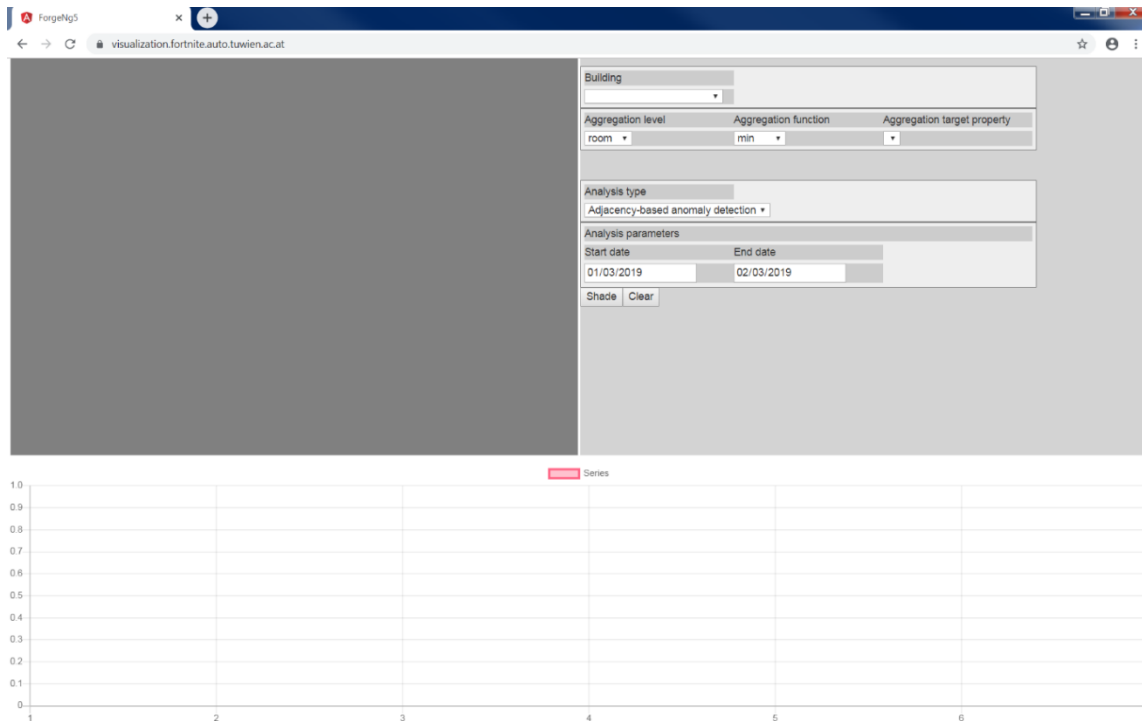 ForgeNg5
visualization.fortnite.auto.tuwien.ac.at
Building
Aggregation level Aggregation function Aggregation target property
room min
Analysis type
Adjacency-based anomaly detection
Analysis parameters
Start date End date
01/03/2019 02/03/2019
Shade Clear
Series
1.0
0.9
0.8
0.7
0.6
0.5
0.4
0.3
0.2
0.1
0
1 2 3 4 5 6